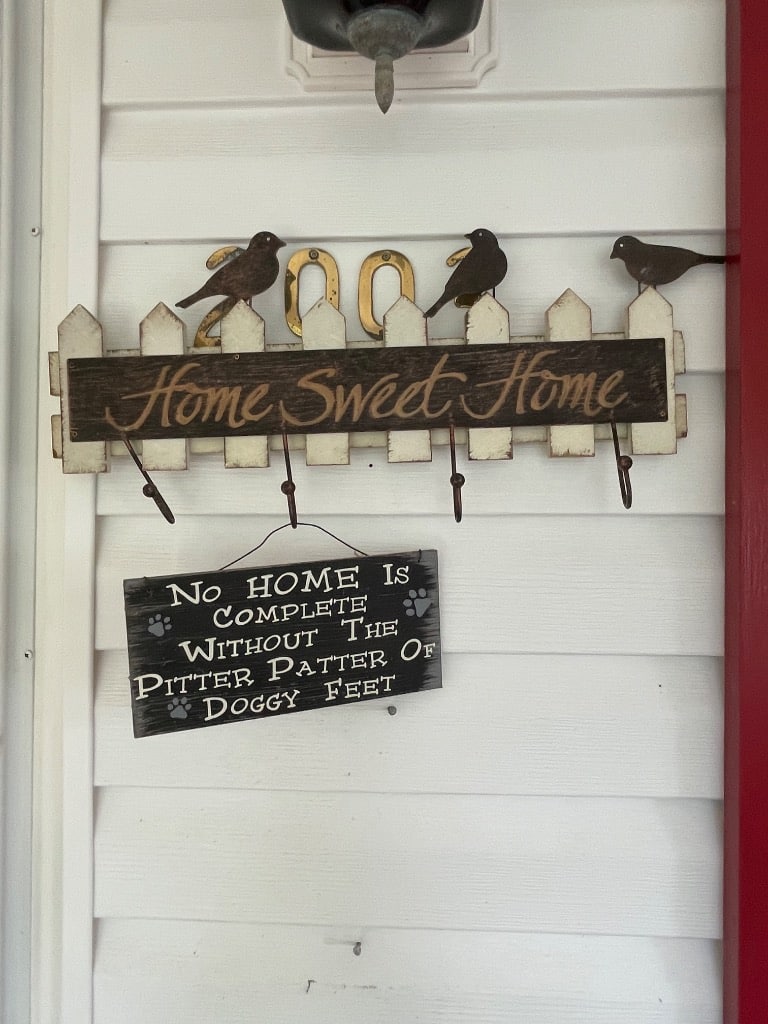 200
Home Sweet Home
No HOME Is
Complete
Without The
Pitter Patter Of
Doggy Feet